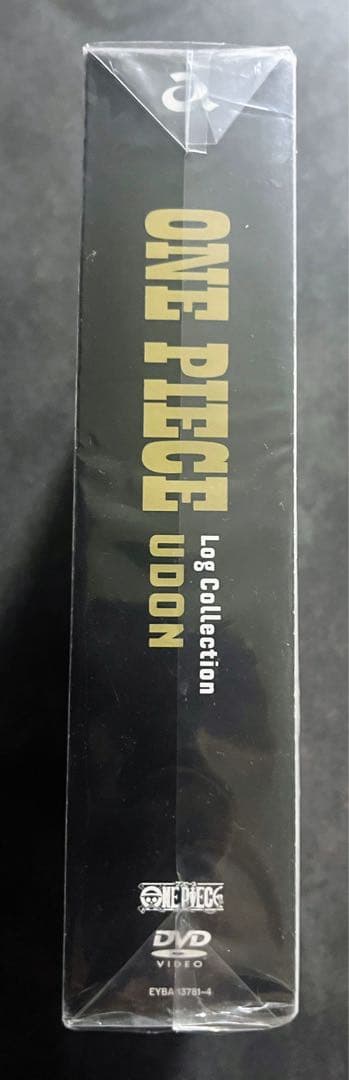 a
ONE PIECE
Log Collection
UDON
ONE PIECE
DVD
VIDEO
EYBA-13781~4